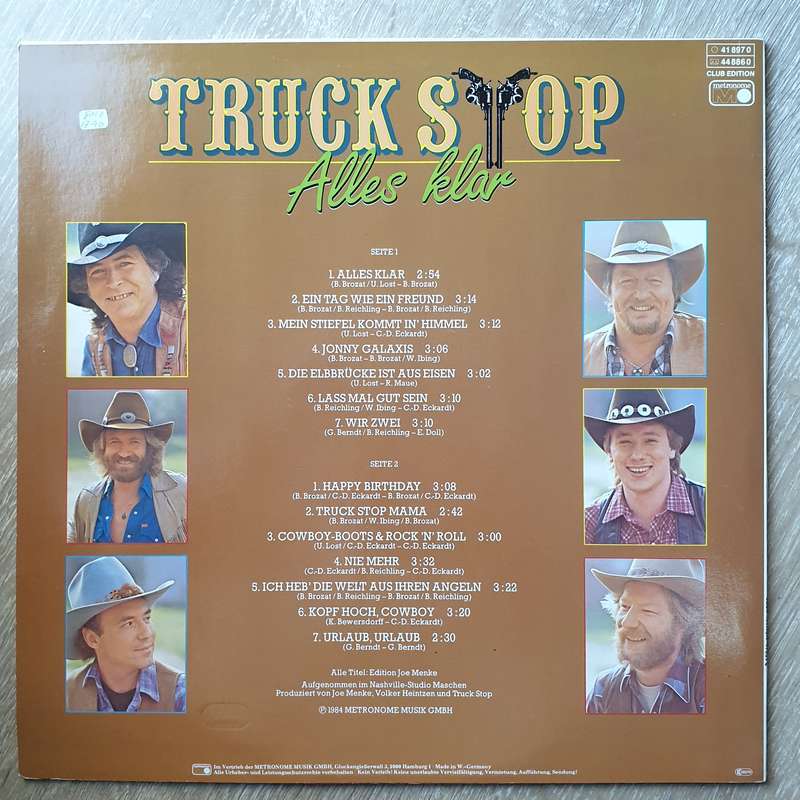 41 897 0
44 886 0
CLUB EDITION
metronome
TRUCK STOP
Alles klar
SEITE 1
1. ALLES KLAR 2:54
(B. Brozat / U. Lost – B. Brozat)
2. EIN TAG WIE EIN FREUND 3:14
(B. Brozat / B. Reichling – B. Brozat / B. Reichling)
3. MEIN STIEFEL KOMMT IN' HIMMEL 3:12
(U. Lost – C.-D. Eckardt)
4. JONNY GALAXIS 3:06
(B. Brozat – B. Brozat / W. Ibing)
5. DIE ELBBRÜCKE IST AUS EISEN 3:02
(U. Lost – R. Maue)
6. LASS MAL GUT SEIN 3:10
(B. Reichling / W. Ibing – C.-D. Eckardt)
7. WIR ZWEI 3:10
(G. Berndt / B. Reichling – E. Doll)
SEITE 2
1. HAPPY BIRTHDAY 3:08
(B. Brozat / C.-D. Eckardt – B. Brozat / C.-D. Eckardt)
2. TRUCK STOP MAMA 2:42
(B. Brozat / W. Ibing / B. Brozat)
3. COWBOY-BOOTS & ROCK 'N' ROLL 3:00
(U. Lost / C.-D. Eckardt – C.-D. Eckardt)
4. NIE MEHR 3:32
(C.-D. Eckardt / B. Reichling – C.-D. Eckardt)
5. ICH HEB' DIE WELT AUS IHREN ANGELN 3:22
(B. Brozat / B. Reichling – B. Brozat / B. Reichling)
6. KOPF HOCH, COWBOY 3:20
(K. Bewersdorff – C.-D. Eckardt)
7. URLAUB, URLAUB 2:30
(G. Berndt – G. Berndt)
Alle Titel: Edition Joe Menke
Aufgenommen im Nashville-Studio Maschen
Produziert von Joe Menke, Volker Heintzen und Truck Stop
℗ 1984 METRONOME MUSIK GMBH
Im Vertrieb der METRONOME MUSIK GMBH, Glockengießerwall 3, 2000 Hamburg 1 · Made in W.-Germany
Alle Urheber- und Leistungsschutzrechte vorbehalten · Kein Verleih! Keine unerlaubte Vervielfältigung, Vermietung, Aufführung, Sendung!